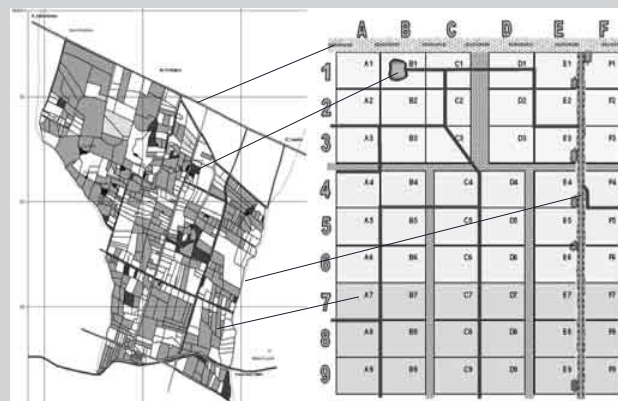 A B C D E F
1 A1 B1 C1 D1 E1 F1
2 A2 B2 C2 D2 E2 F2
3 A3 B3 C3 D3 E3 F3
4 A4 B4 C4 D4 E4 F4
5 A5 B5 C5 D5 E5 F5
6 A6 B6 C6 D6 E6 F6
7 A7 B7 C7 D7 E7 F7
8 A8 B8 C8 D8 E8 F8
9 A9 B9 C9 D9 E9 F9